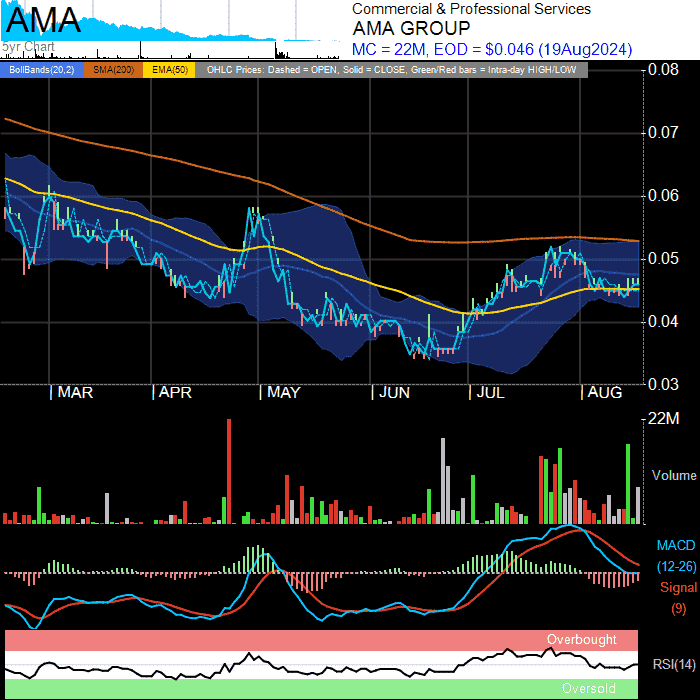 AMA
5yr Chart
Commercial & Professional Services
AMA GROUP
MC = 22M, EOD = $0.046 (19Aug2024)
BollBands(20,2) SMA(200) EMA(50) OHLC Prices: Dashed = OPEN, Solid = CLOSE, Green/Red bars = Intra-day HIGH/LOW
0.08
0.07
0.06
0.05
0.04
0.03
MAR APR MAY JUN JUL AUG
22M
Volume
MACD
(12-26)
Signal
(9)
Overbought
RSI(14)
Oversold